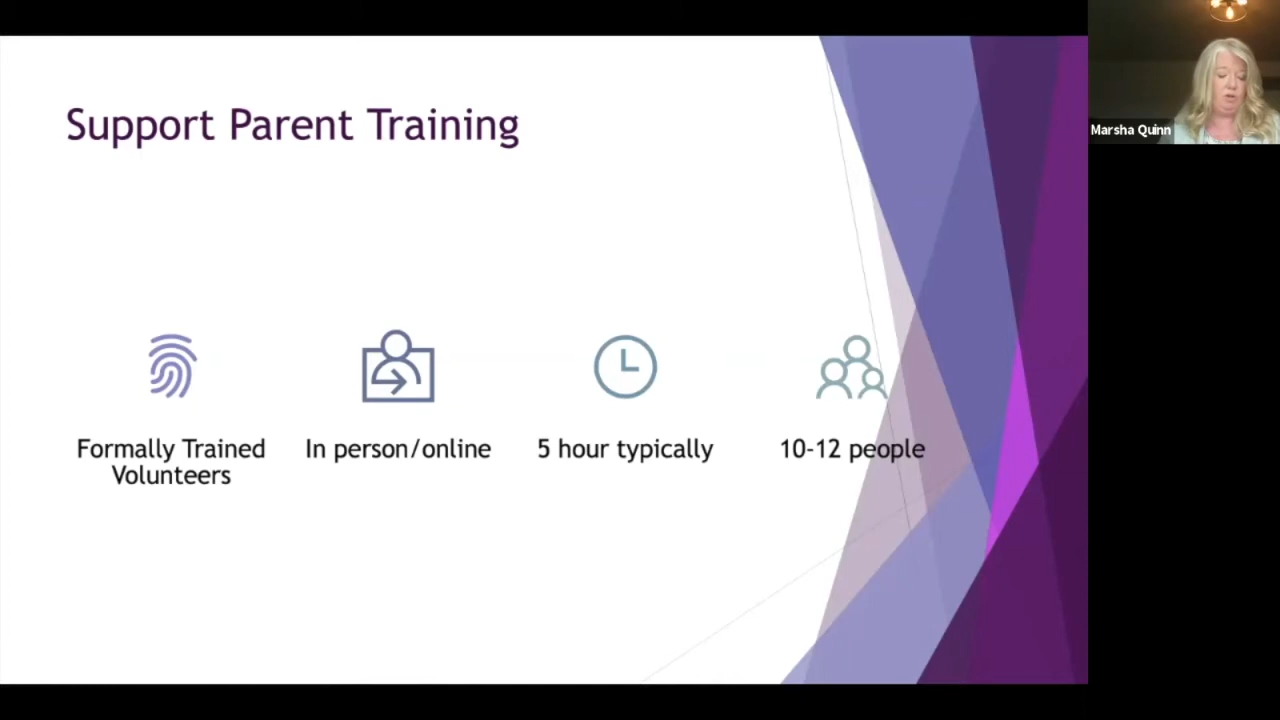 Support Parent Training
Formally Trained
Volunteers
In person/online
5 hour typically
10-12 people
Marsha Quinn